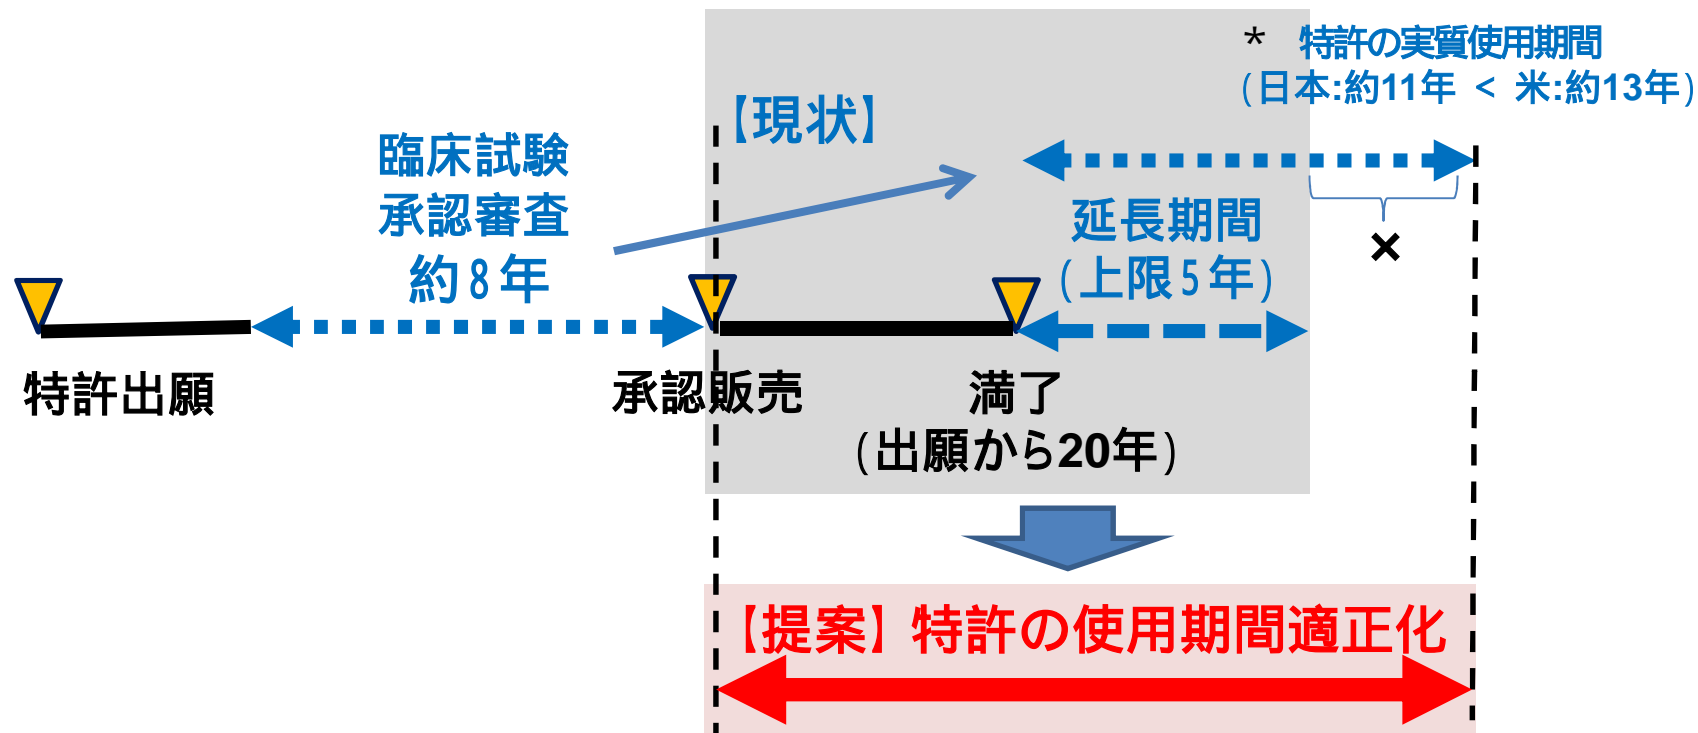 * 特許の実質使用期間
(日本:約11年 < 米:約13年)
【現状】
臨床試験
承認審査
約8年
延長期間
(上限5年)
×
特許出願
承認販売
満了
(出願から20年)
【提案】特許の使用期間適正化